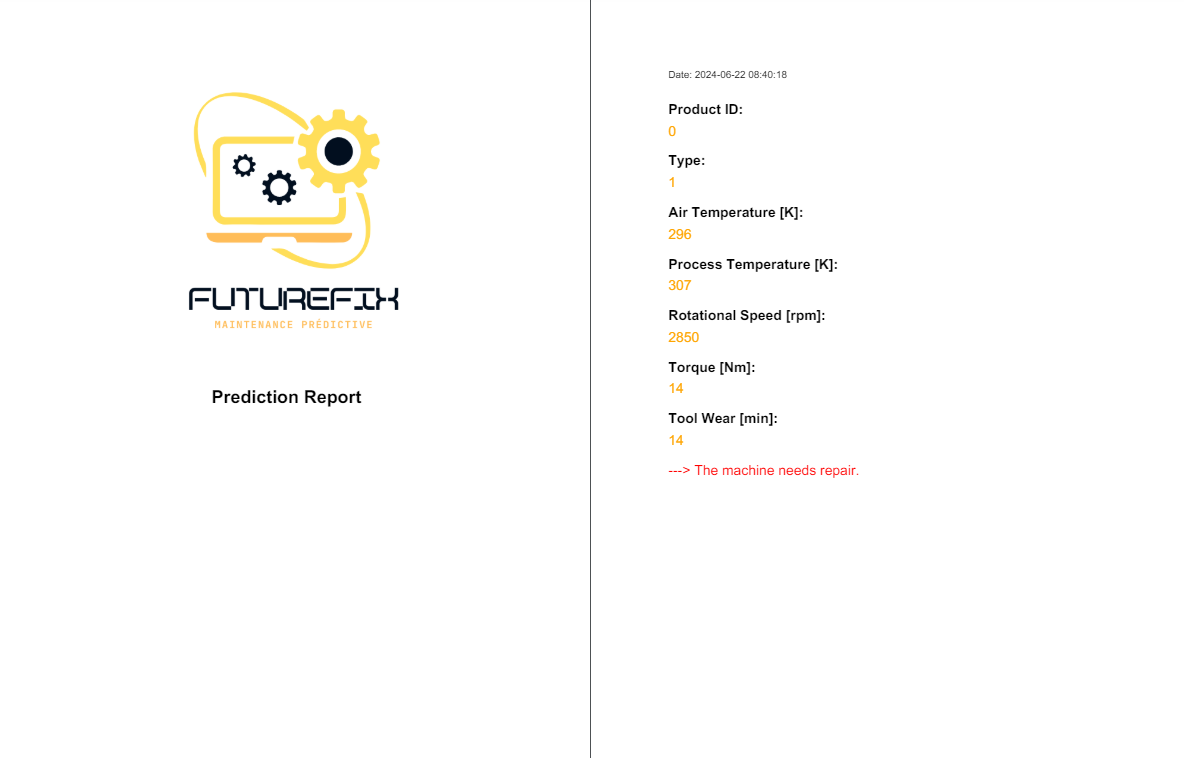 FUTUREFIX
MAINTENANCE PRÉDICTIVE
Prediction Report
Date: 2024-06-22 08:40:18
Product ID:
0
Type:
1
Air Temperature [K]:
296
Process Temperature [K]:
307
Rotational Speed [rpm]:
2850
Torque [Nm]:
14
Tool Wear [min]:
14
---> The machine needs repair.